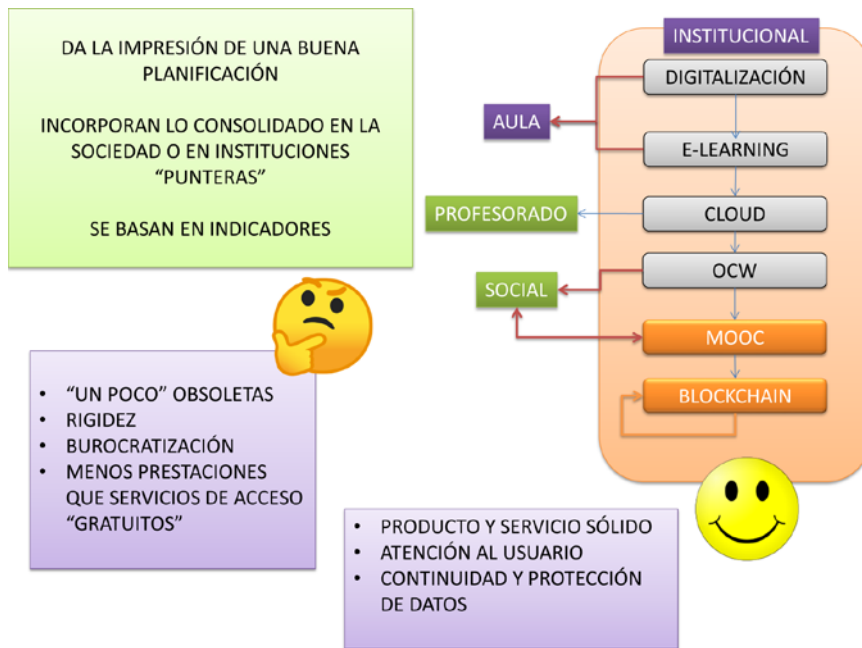 DA LA IMPRESIÓN DE UNA BUENA
PLANIFICACIÓN
INCORPORAN LO CONSOLIDADO EN LA
SOCIEDAD O EN INSTITUCIONES
“PUNTERAS”
SE BASAN EN INDICADORES
INSTITUCIONAL
DIGITALIZACIÓN
AULA
E-LEARNING
PROFESORADO
CLOUD
OCW
SOCIAL
MOOC
BLOCKCHAIN
• “UN POCO” OBSOLETAS
• RIGIDEZ
• BUROCRATIZACIÓN
• MENOS PRESTACIONES
QUE SERVICIOS DE ACCESO
“GRATUITOS”
• PRODUCTO Y SERVICIO SÓLIDO
• ATENCIÓN AL USUARIO
• CONTINUIDAD Y PROTECCIÓN
DE DATOS